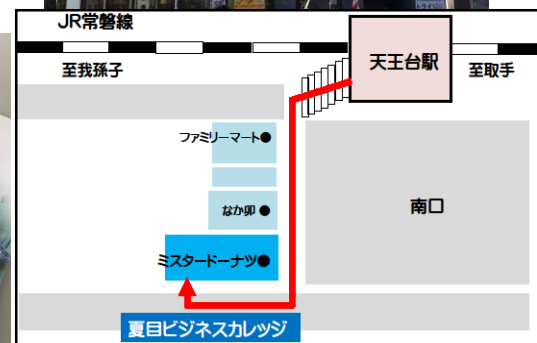 JR常磐線
天王台駅
至我孫子
至取手
ファミリーマート●
なか卯●
南口
ミスタードーナツ●
夏目ビジネスカレッジ